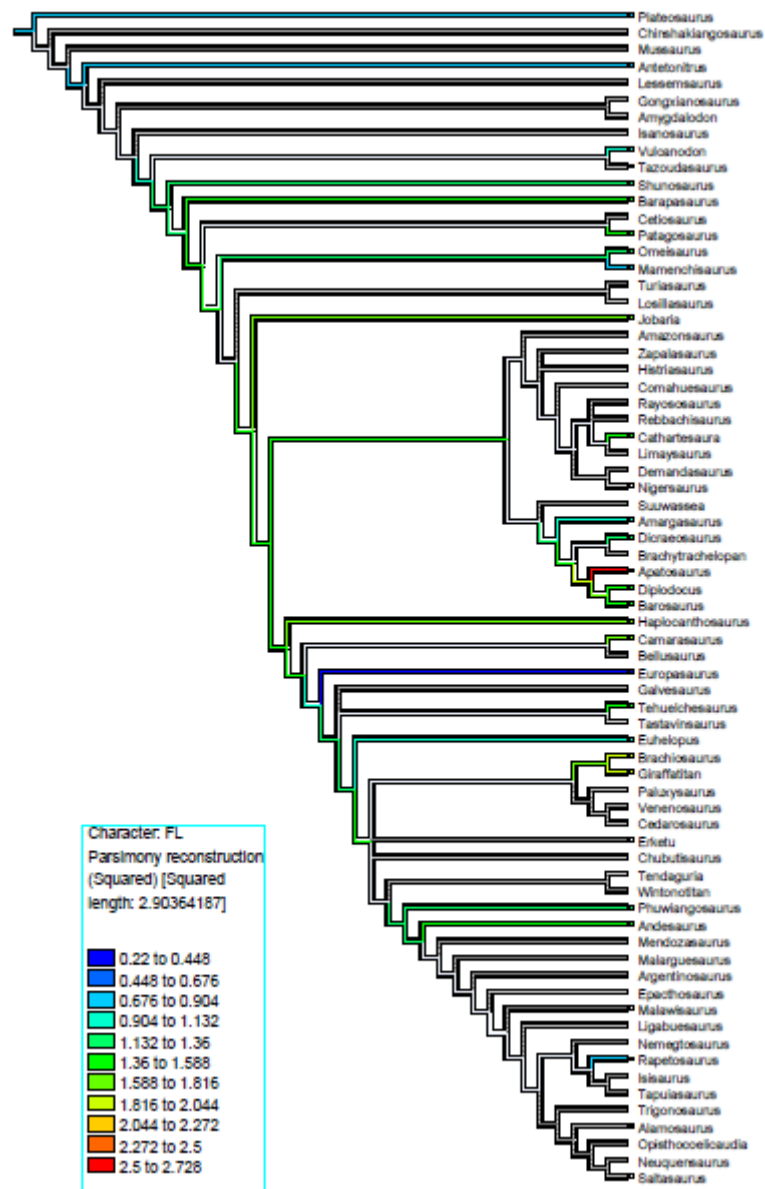 Plateosaurus
Chinshakiangosaurus
Mussaurus
Antetonitrus
Lessemsaurus
Gongxianosaurus
Amygdalodon
Isanosaurus
Vulcanodon
Tazoudasaurus
Shunosaurus
Barapasaurus
Cetiosaurus
Patagosaurus
Omeisaurus
Mamenchisaurus
Turiasaurus
Losillasaurus
Jobaria
Amazonsaurus
Zapalasaurus
Histriasaurus
Comahuesaurus
Rayososaurus
Rebbachisaurus
Cathartesaura
Limaysaurus
Demandasaurus
Nigersaurus
Suuwassea
Amargasaurus
Dicraeosaurus
Brachytrachelopan
Apatosaurus
Diplodocus
Barosaurus
Haplocanthosaurus
Camarasaurus
Bellusaurus
Europasaurus
Galvesaurus
Tehuelchesaurus
Tastavinsaurus
Euhelopus
Brachiosaurus
Giraffatitan
Paluxysaurus
Venenosaurus
Cedarosaurus
Erketu
Chubutisaurus
Tendaguria
Wintonotitan
Phuwiangosaurus
Andesaurus
Mendozasaurus
Malarguesaurus
Argentinosaurus
Epacthosaurus
Malawisaurus
Ligabuesaurus
Nemegtosaurus
Rapetosaurus
Isisaurus
Tapuiasaurus
Trigonosaurus
Alamosaurus
Opisthocoelicaudia
Neuquensaurus
Saltasaurus
Character: FL
Parsimony reconstruction
(Squared) [Squared
length: 2.90364187]
0.22 to 0.448
0.448 to 0.676
0.676 to 0.904
0.904 to 1.132
1.132 to 1.36
1.36 to 1.588
1.588 to 1.816
1.816 to 2.044
2.044 to 2.272
2.272 to 2.5
2.5 to 2.728